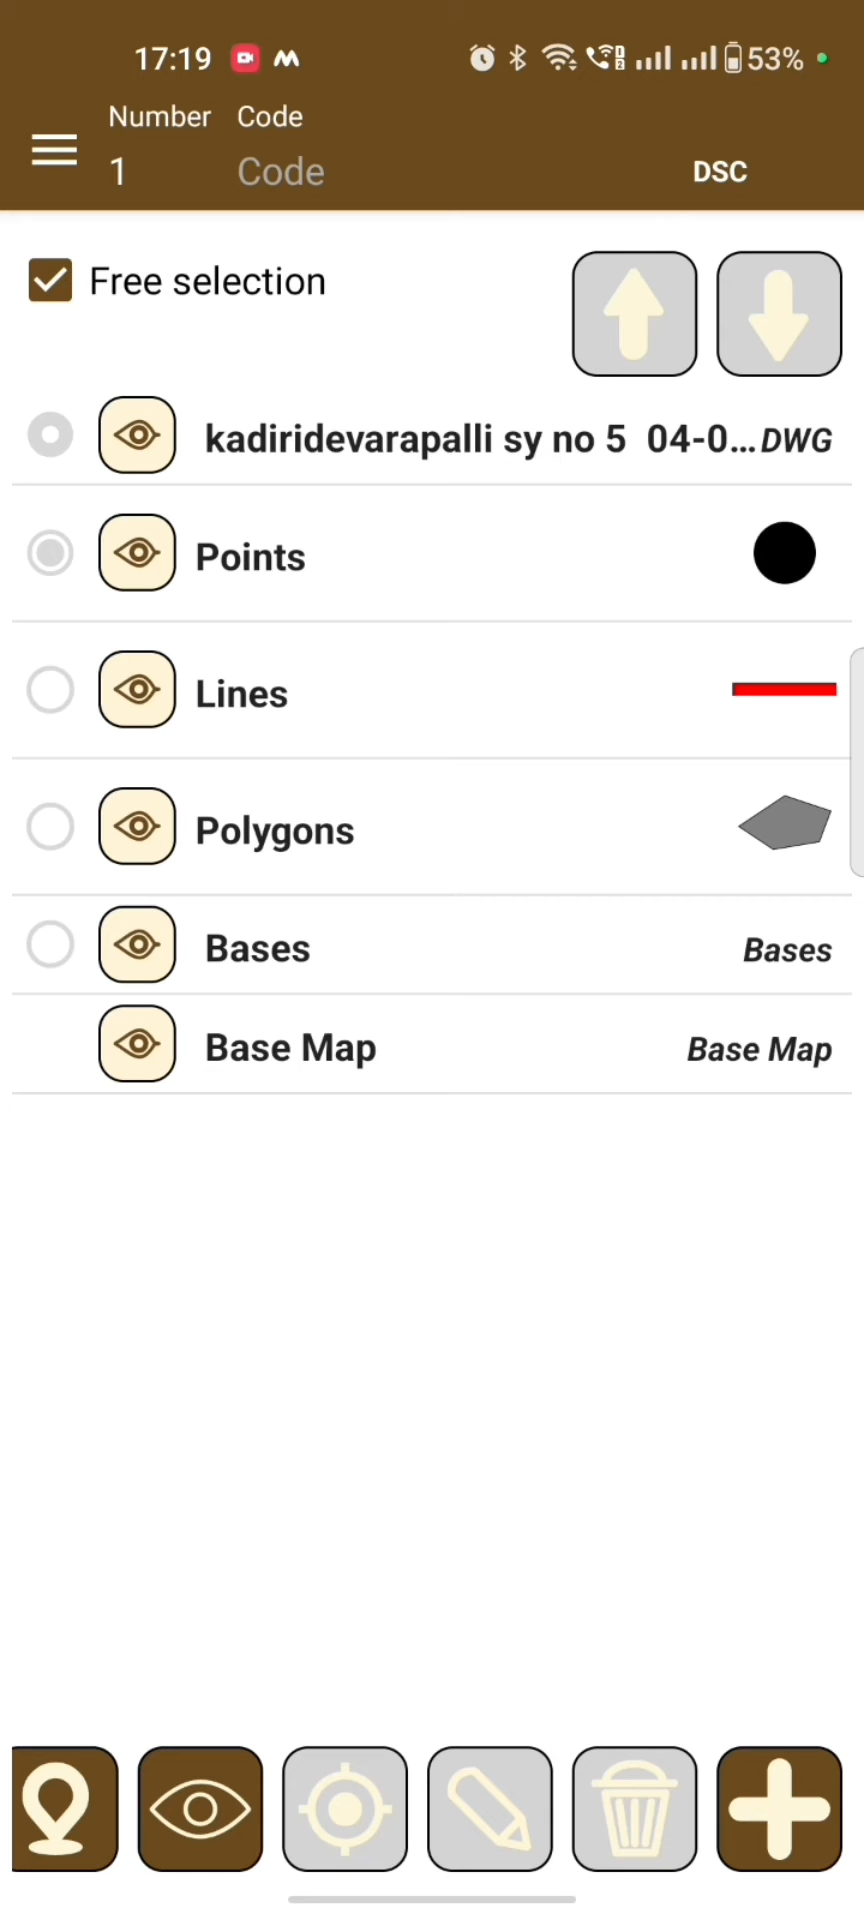 17:19 53%
Number Code
1 Code DSC
Free selection
kadiridevarapalli sy no 5 04-0... DWG
Points
Lines
Polygons
Bases Bases
Base Map Base Map